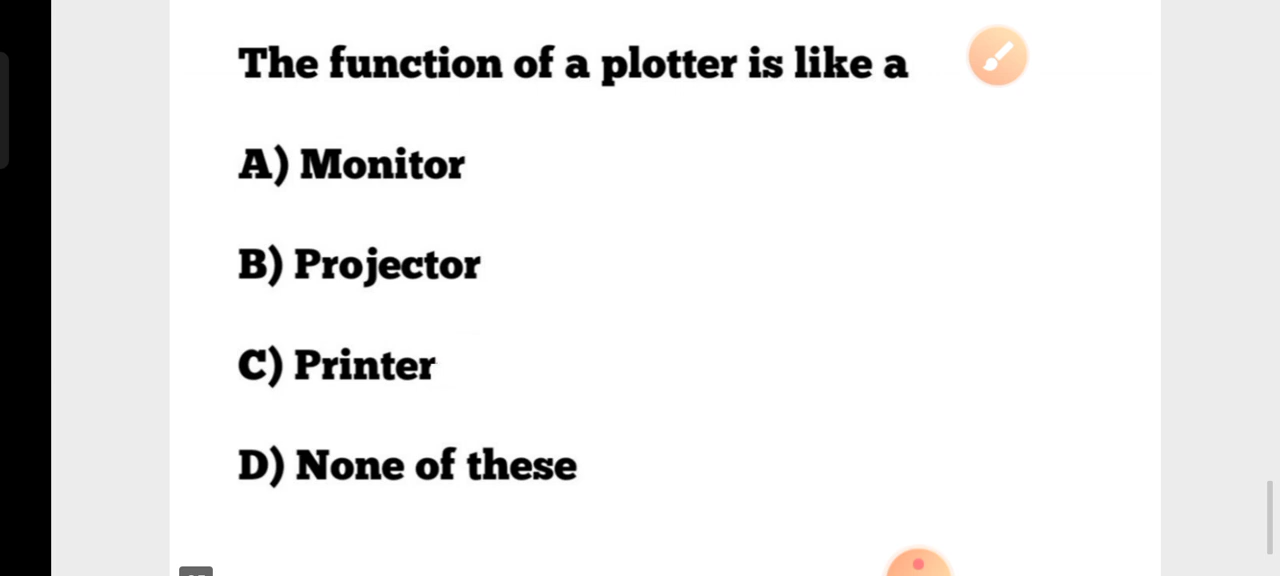 The function of a plotter is like a
A) Monitor
B) Projector
C) Printer
D) None of these